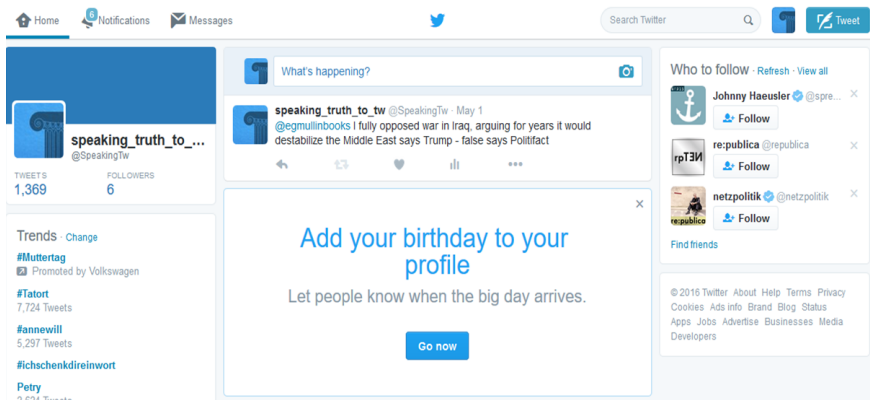 Home
6
Notifications
Messages
Search Twitter
Tweet
speaking_truth_to_...
@SpeakingTw
TWEETS FOLLOWERS
1,369 6
Trends · Change
#Muttertag
Promoted by Volkswagen
#Tatort
7,724 Tweets
#annewill
5,297 Tweets
#ichschenkdireinwort
Petry
What's happening?
speaking_truth_to_tw @SpeakingTw · May 1
@egmullinbooks I fully opposed war in Iraq, arguing for years it would
destabilize the Middle East says Trump - false says Politifact
Add your birthday to your
profile
Let people know when the big day arrives.
Go now
Who to follow · Refresh · View all
Johnny Haeusler @spre...
Follow
re:publica @republica
Follow
netzpolitik @netzpolitik
re:publica
Follow
Find friends
© 2016 Twitter About Help Terms Privacy
Cookies Ads info Brand Blog Status
Apps Jobs Advertise Businesses Media
Developers